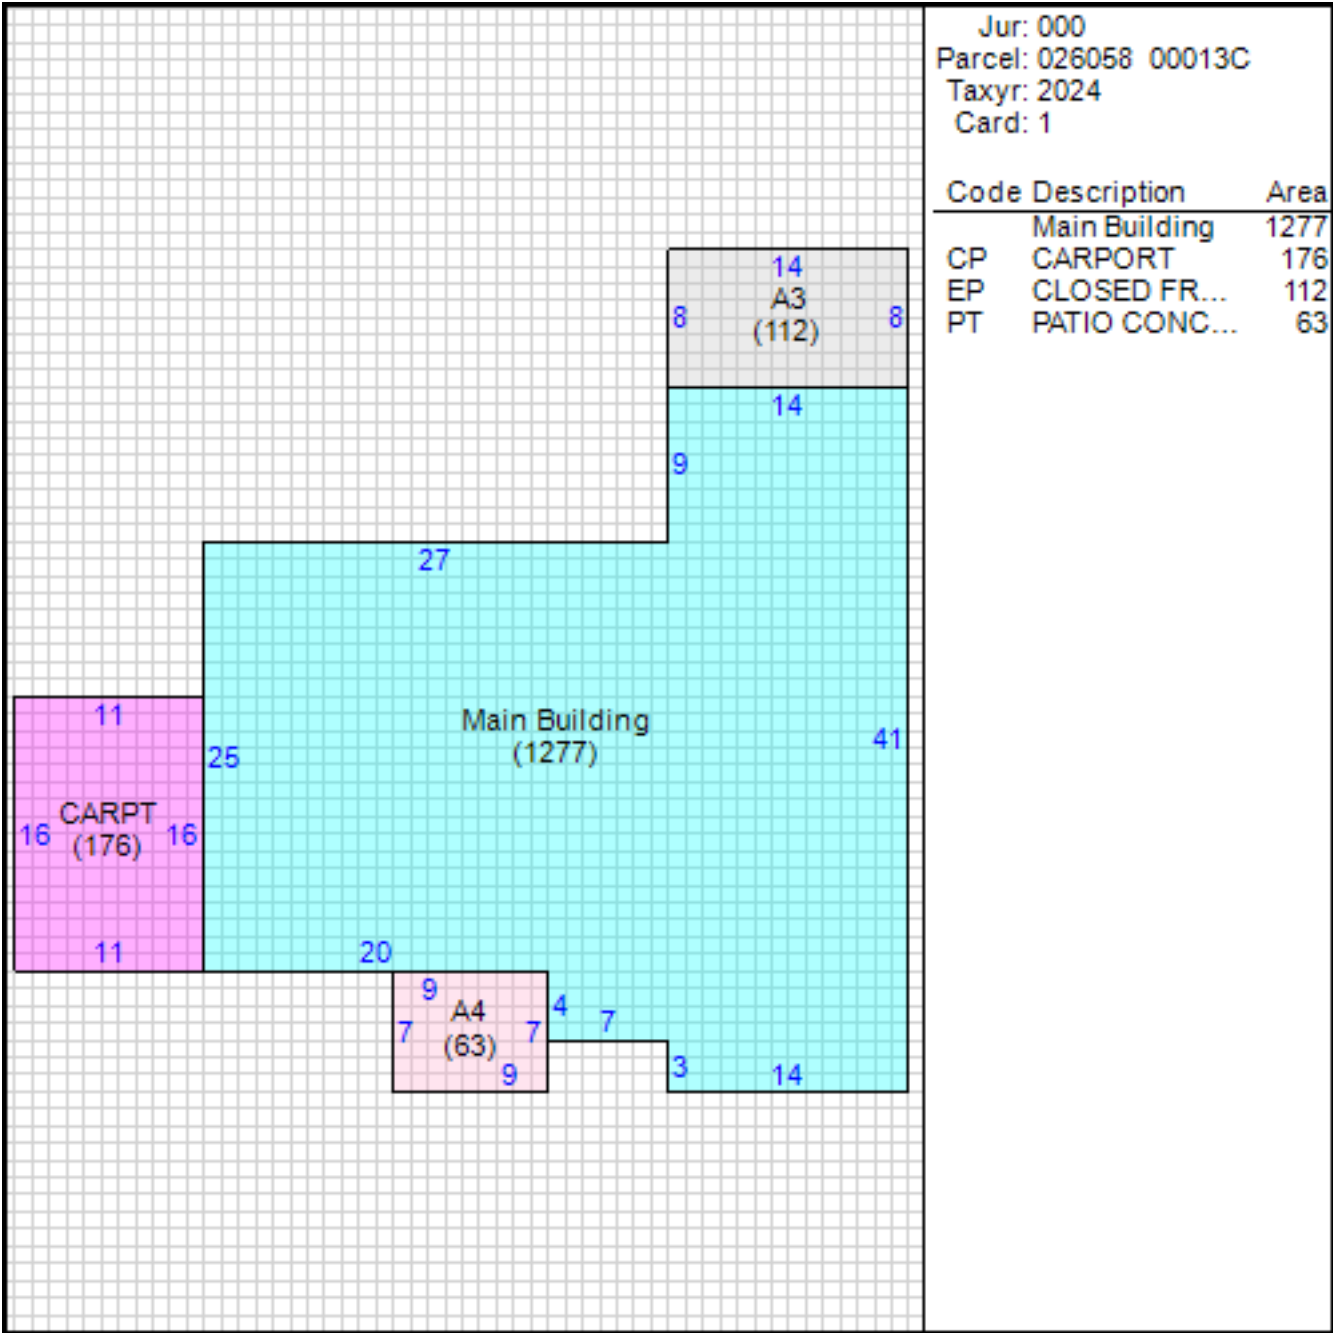 Jur: 000
Parcel: 026058 00013C
Taxyr: 2024
Card: 1
Code Description Area
Main Building 1277
CP CARPORT 176
EP CLOSED FR... 112
PT PATIO CONC... 63
14
A3
8 8
(112)
14
9
27
Main Building
(1277)
41
25
11
CARPT
16 16
(176)
11
20
9
A4
7 7
(63)
9
4
7
3
14